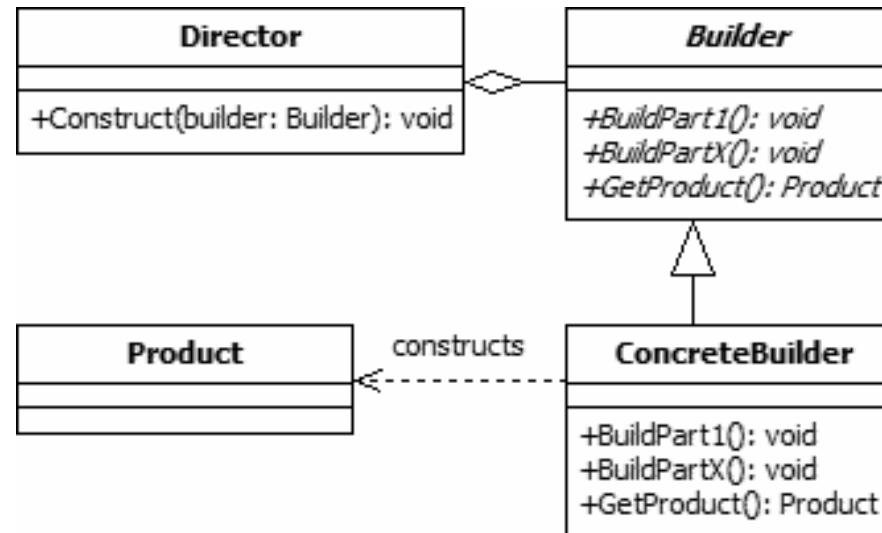 Director
+Construct(builder: Builder): void
Builder
+BuildPart1(): void
+BuildPartX(): void
+GetProduct(): Product
Product
constructs
ConcreteBuilder
+BuildPart1(): void
+BuildPartX(): void
+GetProduct(): Product